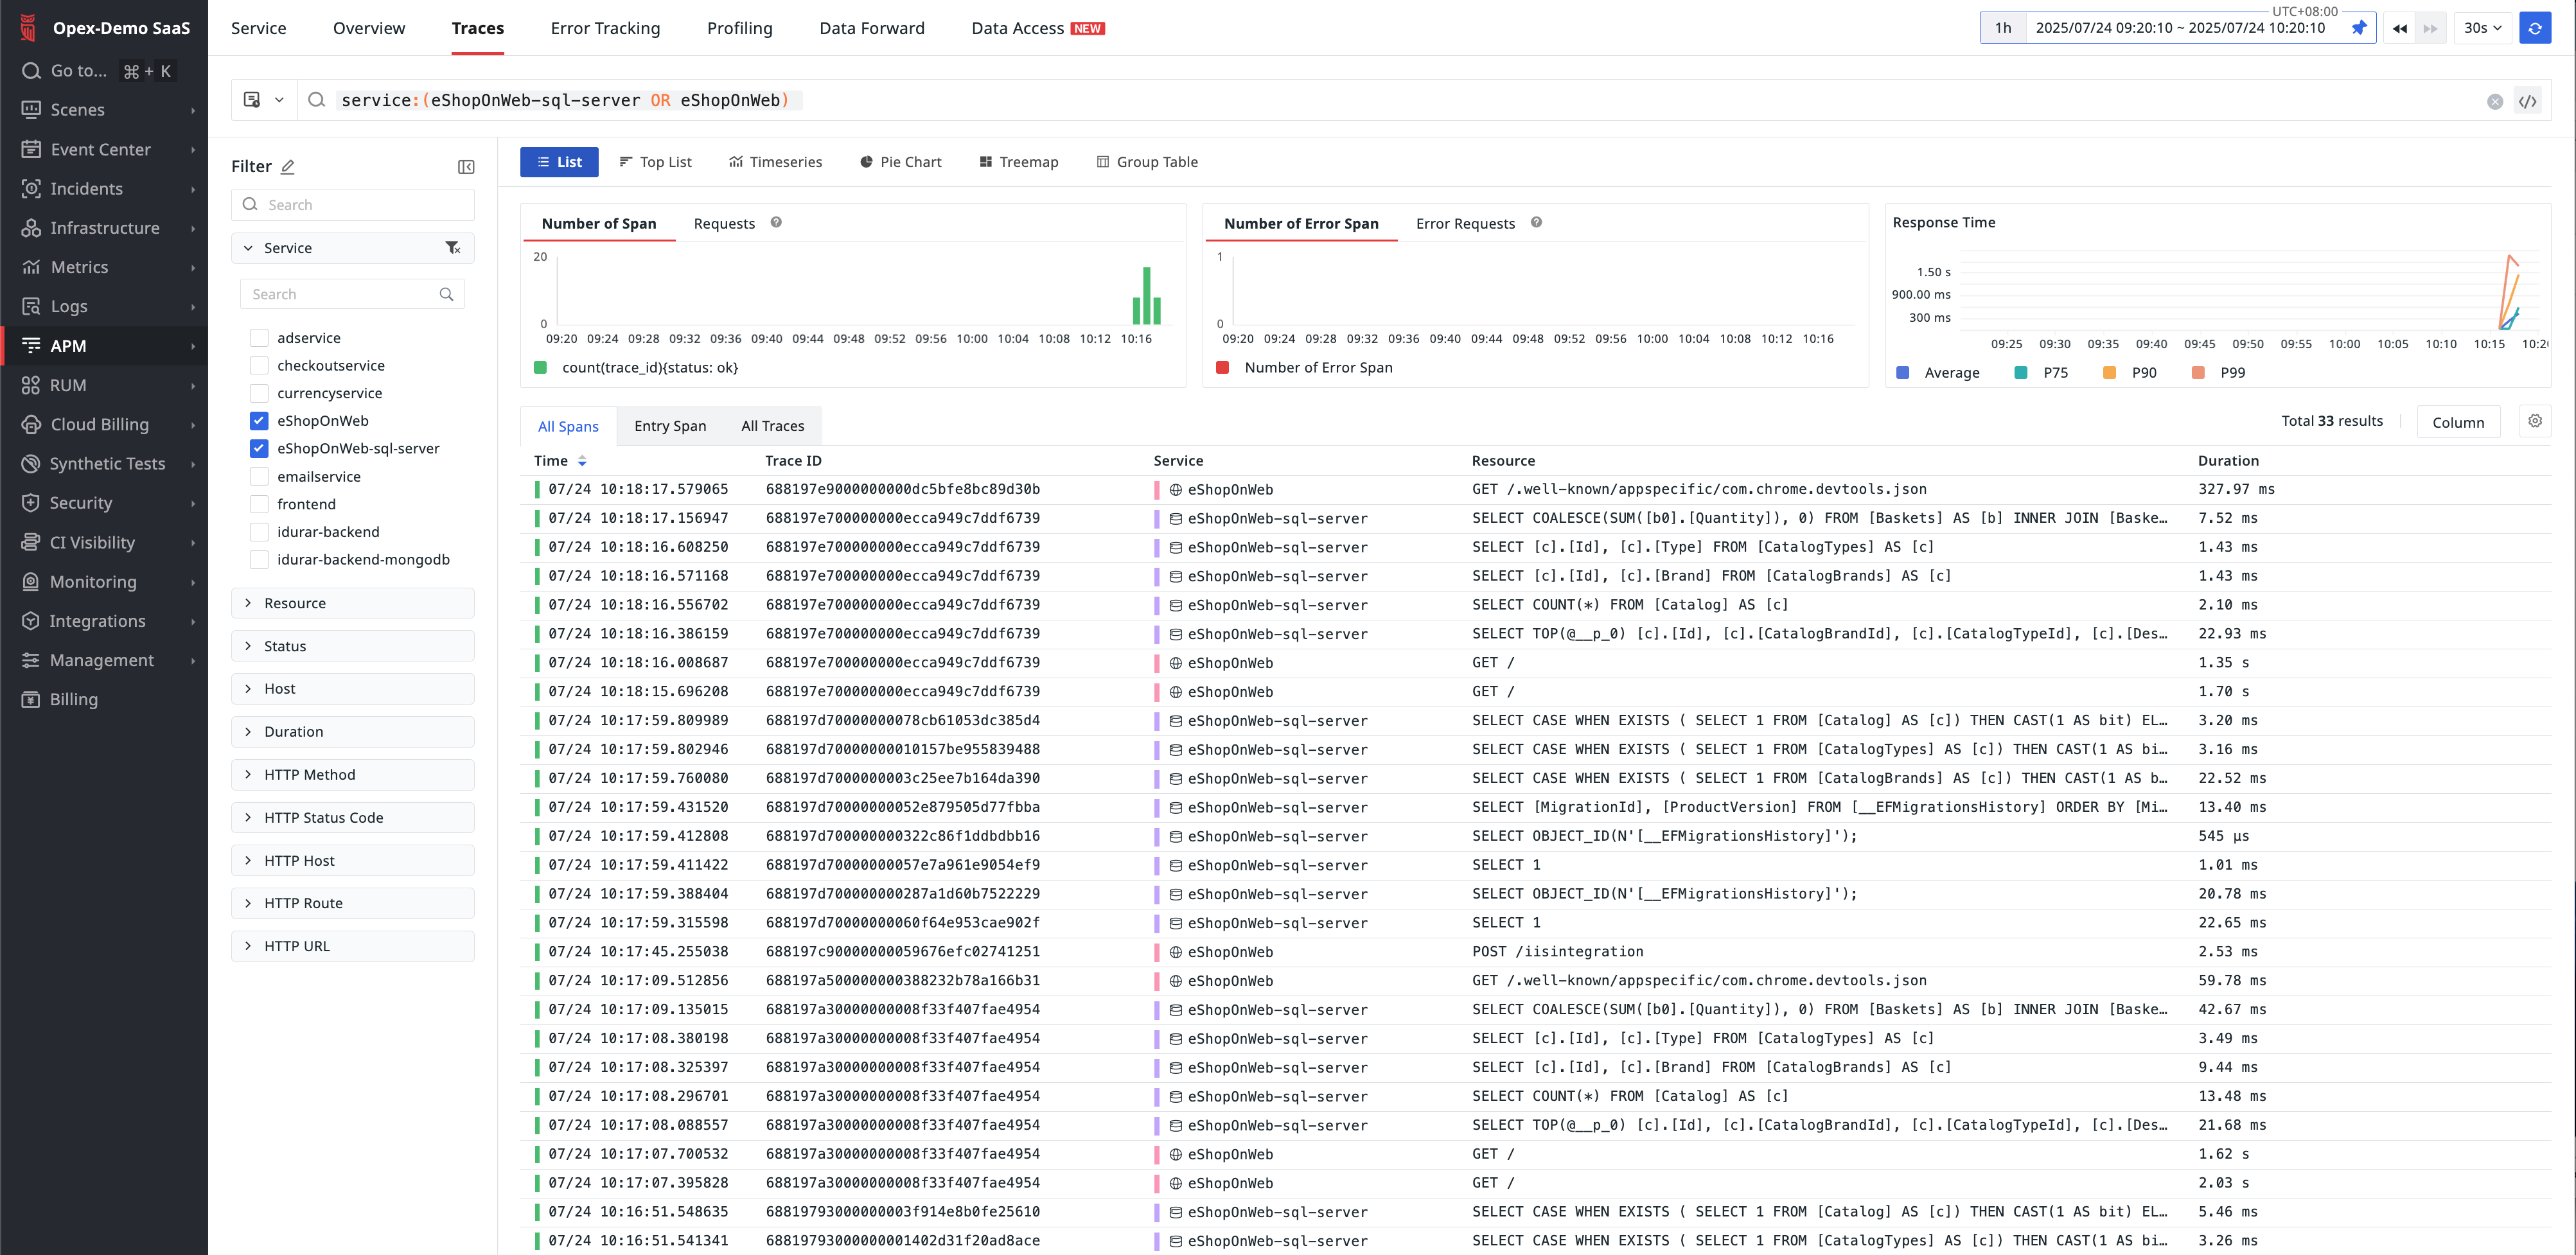 Opex-Demo SaaS
Go to... ⌘ + K
Scenes
Event Center
Incidents
Infrastructure
Metrics
Logs
APM
RUM
Cloud Billing
Synthetic Tests
Security
CI Visibility
Monitoring
Integrations
Management
Billing
Service Overview Traces Error Tracking Profiling Data Forward Data Access NEW
UTC+08:00
1h 2025/07/24 09:20:10 ~ 2025/07/24 10:20:10 30s
service:(eShopOnWeb-sql-server OR eShopOnWeb)
Filter
Search
Service
Search
adservice
checkoutservice
currencyservice
eShopOnWeb
eShopOnWeb-sql-server
emailservice
frontend
idurar-backend
idurar-backend-mongodb
Resource
Status
Host
Duration
HTTP Method
HTTP Status Code
HTTP Host
HTTP Route
HTTP URL
List Top List Timeseries Pie Chart Treemap Group Table
Number of Span Requests
20
0
09:20 09:24 09:28 09:32 09:36 09:40 09:44 09:48 09:52 09:56 10:00 10:04 10:08 10:12 10:16
count(trace_id){status: ok}
Number of Error Span Error Requests
1
0
09:20 09:24 09:28 09:32 09:36 09:40 09:44 09:48 09:52 09:56 10:00 10:04 10:08 10:12 10:16
Number of Error Span
Response Time
1.50 s
900.00 ms
300 ms
09:25 09:30 09:35 09:40 09:45 09:50 09:55 10:00 10:05 10:10 10:15
Average P75 P90 P99
All Spans Entry Span All Traces Total 33 results Column
Time Trace ID Service Resource Duration
07/24 10:18:17.579065 688197e9000000000dc5bfe8bc89d30b eShopOnWeb GET /.well-known/appspecific/com.chrome.devtools.json 327.97 ms
07/24 10:18:17.156947 688197e700000000ecca949c7ddf6739 eShopOnWeb-sql-server SELECT COALESCE(SUM([b0].[Quantity]), 0) FROM [Baskets] AS [b] INNER JOIN [Baske… 7.52 ms
07/24 10:18:16.608250 688197e700000000ecca949c7ddf6739 eShopOnWeb-sql-server SELECT [c].[Id], [c].[Type] FROM [CatalogTypes] AS [c] 1.43 ms
07/24 10:18:16.571168 688197e700000000ecca949c7ddf6739 eShopOnWeb-sql-server SELECT [c].[Id], [c].[Brand] FROM [CatalogBrands] AS [c] 1.43 ms
07/24 10:18:16.556702 688197e700000000ecca949c7ddf6739 eShopOnWeb-sql-server SELECT COUNT(*) FROM [Catalog] AS [c] 2.10 ms
07/24 10:18:16.386159 688197e700000000ecca949c7ddf6739 eShopOnWeb-sql-server SELECT TOP(@__p_0) [c].[Id], [c].[CatalogBrandId], [c].[CatalogTypeId], [c].[Des… 22.93 ms
07/24 10:18:16.008687 688197e700000000ecca949c7ddf6739 eShopOnWeb GET / 1.35 s
07/24 10:18:15.696208 688197e700000000ecca949c7ddf6739 eShopOnWeb GET / 1.70 s
07/24 10:17:59.809989 688197d70000000078cb61053dc385d4 eShopOnWeb-sql-server SELECT CASE WHEN EXISTS ( SELECT 1 FROM [Catalog] AS [c]) THEN CAST(1 AS bit) EL… 3.20 ms
07/24 10:17:59.802946 688197d70000000010157be955839488 eShopOnWeb-sql-server SELECT CASE WHEN EXISTS ( SELECT 1 FROM [CatalogTypes] AS [c]) THEN CAST(1 AS bi… 3.16 ms
07/24 10:17:59.760080 688197d7000000003c25ee7b164da390 eShopOnWeb-sql-server SELECT CASE WHEN EXISTS ( SELECT 1 FROM [CatalogBrands] AS [c]) THEN CAST(1 AS b… 22.52 ms
07/24 10:17:59.431520 688197d70000000052e879505d77fbba eShopOnWeb-sql-server SELECT [MigrationId], [ProductVersion] FROM [__EFMigrationsHistory] ORDER BY [Mi… 13.40 ms
07/24 10:17:59.412808 688197d700000000322c86f1ddbdbb16 eShopOnWeb-sql-server SELECT OBJECT_ID(N'[__EFMigrationsHistory]'); 545 µs
07/24 10:17:59.411422 688197d70000000057e7a961e9054ef9 eShopOnWeb-sql-server SELECT 1 1.01 ms
07/24 10:17:59.388404 688197d700000000287a1d60b7522229 eShopOnWeb-sql-server SELECT OBJECT_ID(N'[__EFMigrationsHistory]'); 20.78 ms
07/24 10:17:59.315598 688197d70000000060f64e953cae902f eShopOnWeb-sql-server SELECT 1 22.65 ms
07/24 10:17:45.255038 688197c90000000059676efc02741251 eShopOnWeb POST /iisintegration 2.53 ms
07/24 10:17:09.512856 688197a500000000388232b78a166b31 eShopOnWeb GET /.well-known/appspecific/com.chrome.devtools.json 59.78 ms
07/24 10:17:09.135015 688197a30000000008f33f407fae4954 eShopOnWeb-sql-server SELECT COALESCE(SUM([b0].[Quantity]), 0) FROM [Baskets] AS [b] INNER JOIN [Baske… 42.67 ms
07/24 10:17:08.380198 688197a30000000008f33f407fae4954 eShopOnWeb-sql-server SELECT [c].[Id], [c].[Type] FROM [CatalogTypes] AS [c] 3.49 ms
07/24 10:17:08.325397 688197a30000000008f33f407fae4954 eShopOnWeb-sql-server SELECT [c].[Id], [c].[Brand] FROM [CatalogBrands] AS [c] 9.44 ms
07/24 10:17:08.296701 688197a30000000008f33f407fae4954 eShopOnWeb-sql-server SELECT COUNT(*) FROM [Catalog] AS [c] 13.48 ms
07/24 10:17:08.088557 688197a30000000008f33f407fae4954 eShopOnWeb-sql-server SELECT TOP(@__p_0) [c].[Id], [c].[CatalogBrandId], [c].[CatalogTypeId], [c].[Des… 21.68 ms
07/24 10:17:07.700532 688197a30000000008f33f407fae4954 eShopOnWeb GET / 1.62 s
07/24 10:17:07.395828 688197a30000000008f33f407fae4954 eShopOnWeb GET / 2.03 s
07/24 10:16:51.548635 68819793000000003f914e8b0fe25610 eShopOnWeb-sql-server SELECT CASE WHEN EXISTS ( SELECT 1 FROM [Catalog] AS [c]) THEN CAST(1 AS bit) EL… 5.46 ms
07/24 10:16:51.541341 68819793000000001402d31f20ad8ace eShopOnWeb-sql-server SELECT CASE WHEN EXISTS ( SELECT 1 FROM [CatalogTypes] AS [c]) THEN CAST(1 AS bi… 3.26 ms